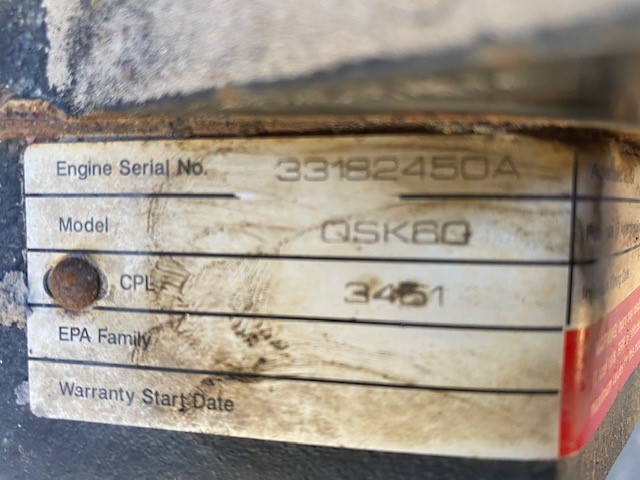 Engine Serial No. 33182450A
Model QSK60
CPL 3451
EPA Family
Warranty Start Date